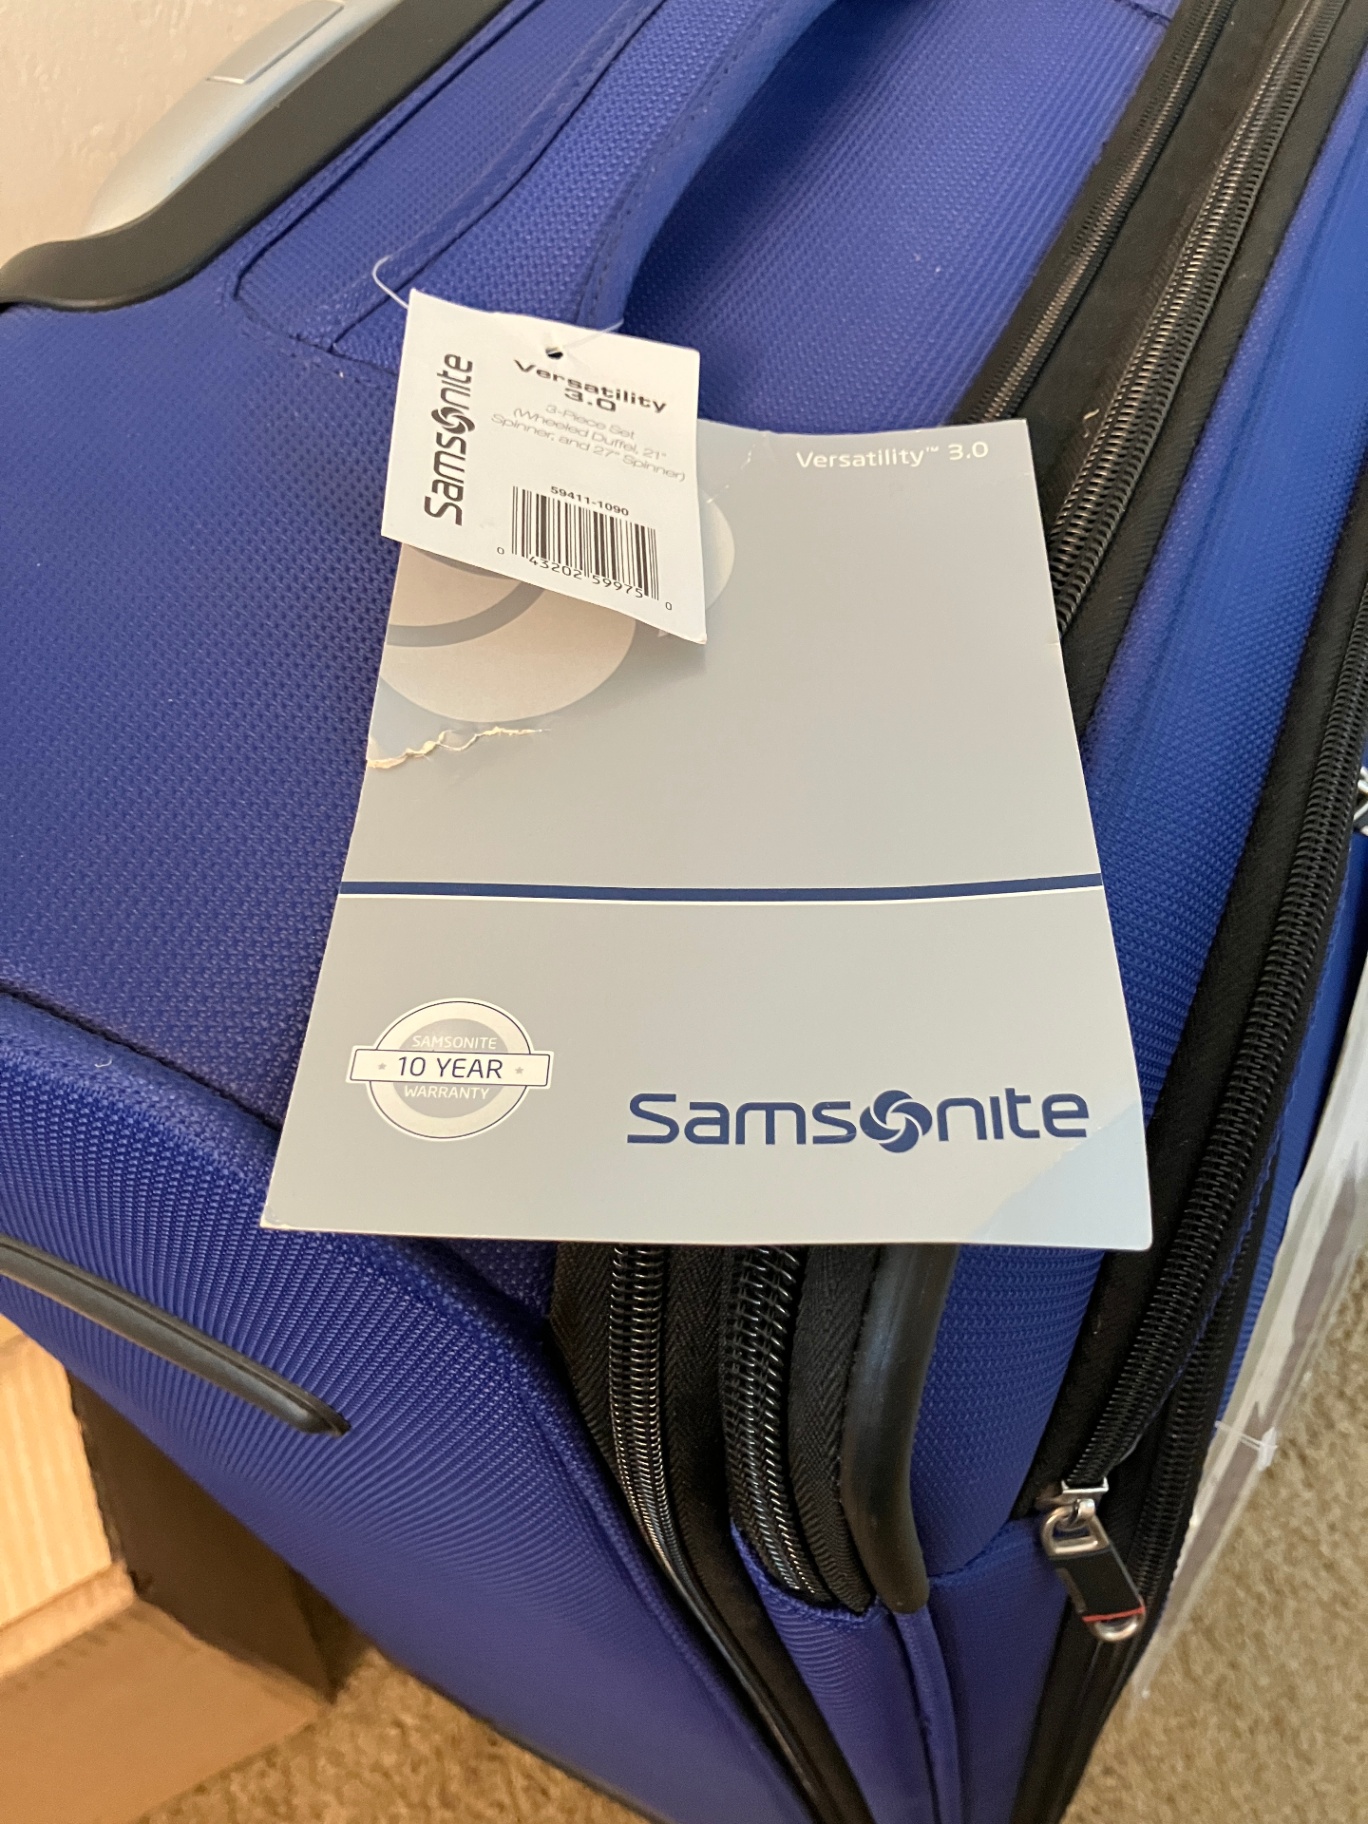 Samsonite
Versatility
3.0
3-Piece Set
(Wheeled Duffel, 21"
Spinner, and 27" Spinner)
59411-1090
0 43202 59975 0
Versatility™ 3.0
SAMSONITE
10 YEAR
WARRANTY
Samsonite